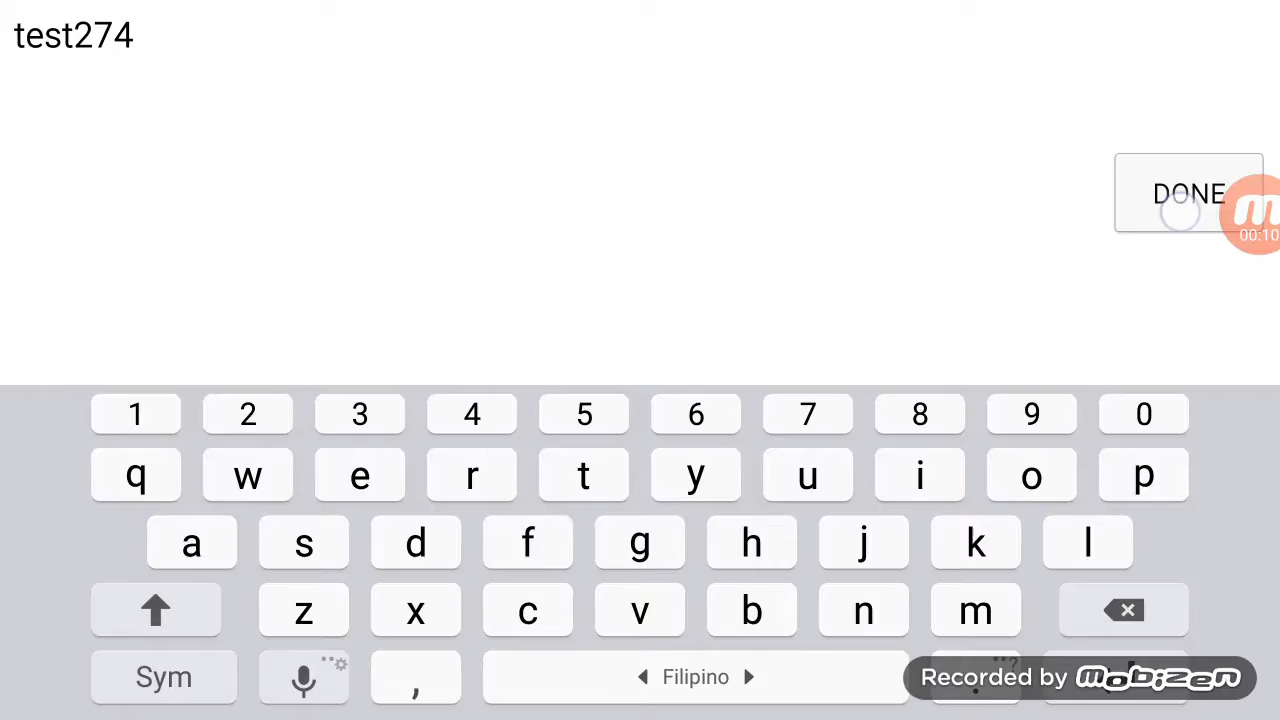 test274
DONE
00:10
1 2 3 4 5 6 7 8 9 0
q w e r t y u i o p
a s d f g h j k l
z x c v b n m
Sym , Filipino
Recorded by mobizen